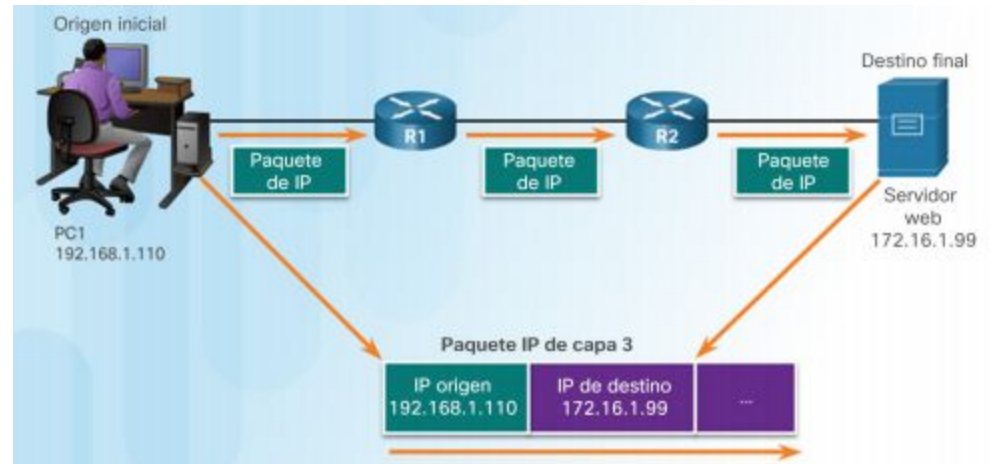 Origen inicial
Destino final
R1
R2
Paquete
de IP
Paquete
de IP
Paquete
de IP
PC1
192.168.1.110
Servidor
web
172.16.1.99
Paquete IP de capa 3
IP origen
192.168.1.110
IP de destino
172.16.1.99
...